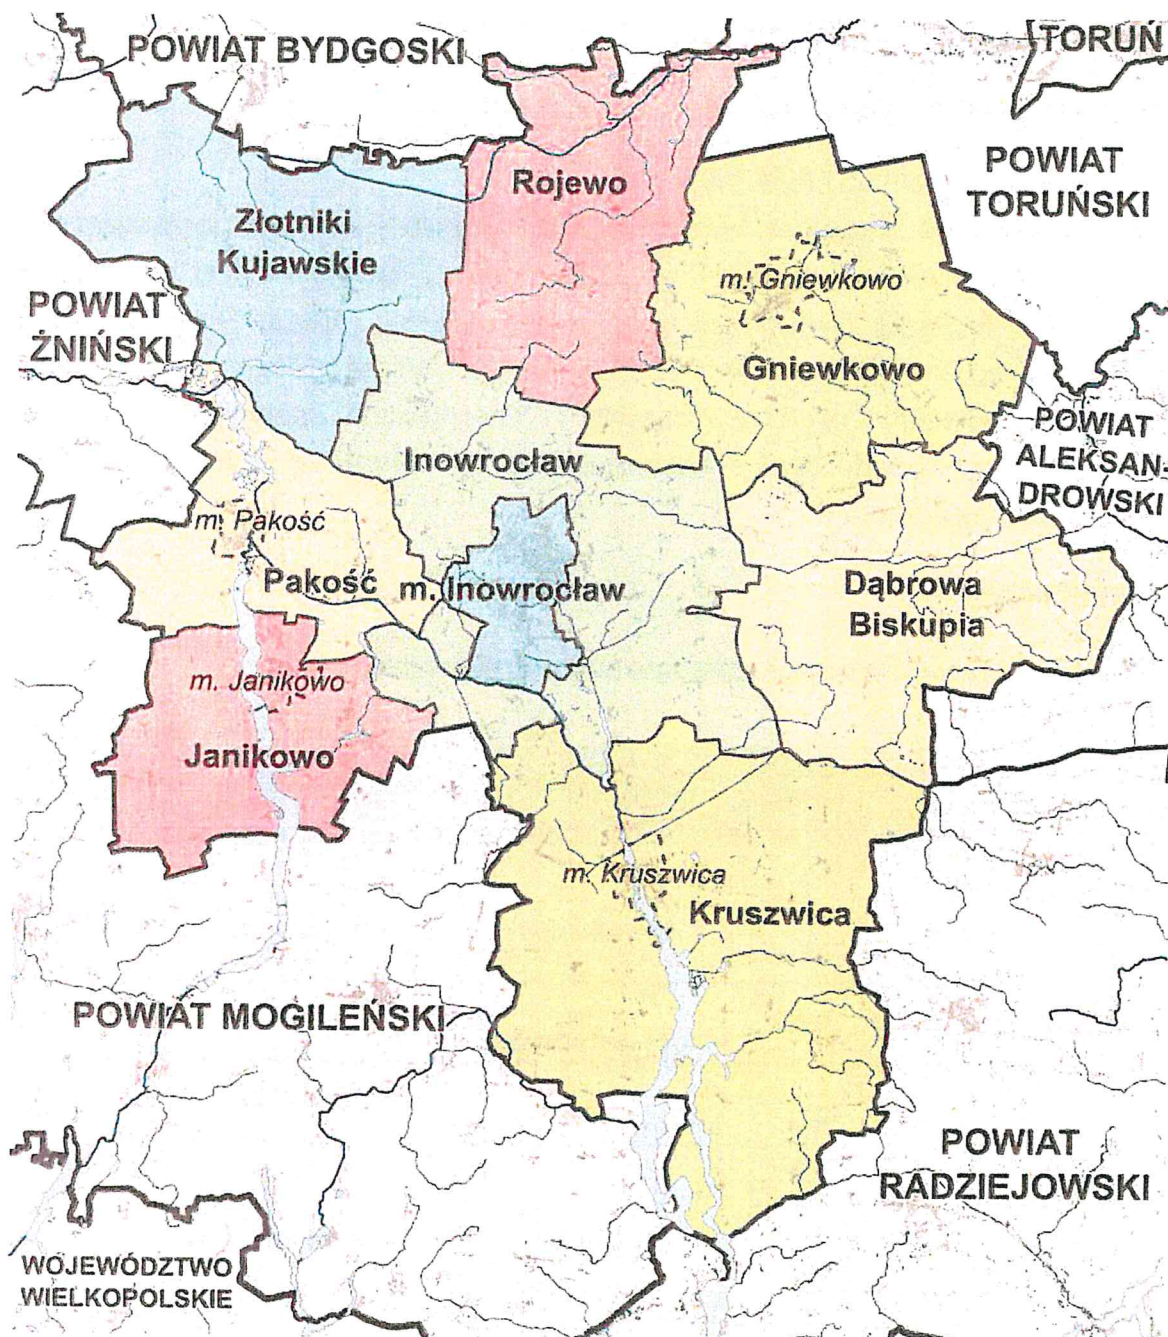 POWIAT BYDGOSKI
TORUŃ
POWIAT
TORUŃSKI
Rojewo
Złotniki
Kujawskie
m. Gniewkowo
POWIAT
ŻNIŃSKI
Gniewkowo
POWIAT
ALEKSAN-
DROWSKI
Inowrocław
m. Pakość
Pakość
m. Inowrocław
Dąbrowa
Biskupia
m. Janikowo
Janikowo
m. Kruszwica
Kruszwica
POWIAT MOGILEŃSKI
POWIAT
RADZIEJOWSKI
WOJEWÓDZTWO
WIELKOPOLSKIE